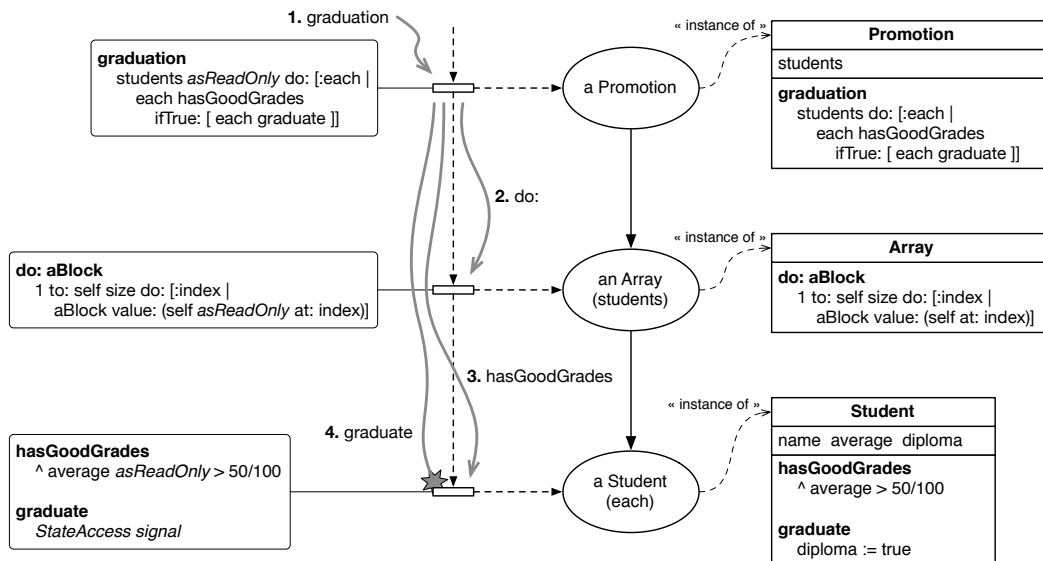 1. graduation
graduation
students asReadOnly do: [:each |
each hasGoodGrades
ifTrue: [ each graduate ]]
a Promotion
« instance of »
Promotion
students
graduation
students do: [:each |
each hasGoodGrades
ifTrue: [ each graduate ]]
2. do:
do: aBlock
1 to: self size do: [:index |
aBlock value: (self asReadOnly at: index)]
an Array
(students)
« instance of »
Array
do: aBlock
1 to: self size do: [:index |
aBlock value: (self at: index)]
3. hasGoodGrades
4. graduate
hasGoodGrades
^ average asReadOnly > 50/100
graduate
StateAccess signal
a Student
(each)
« instance of »
Student
name average diploma
hasGoodGrades
^ average > 50/100
graduate
diploma := true